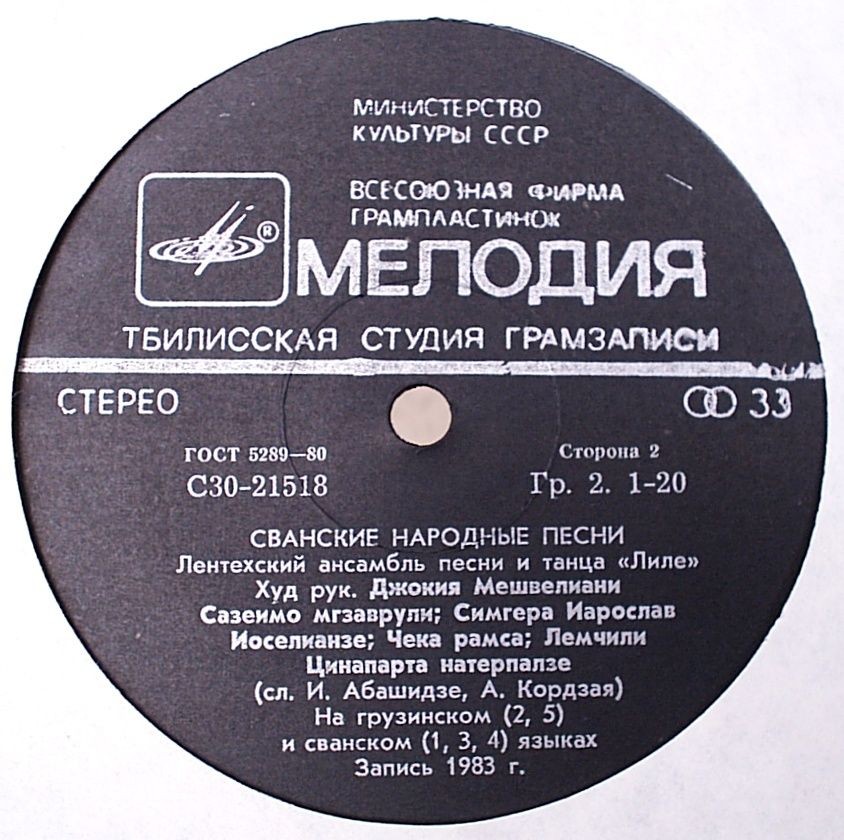 МИНИСТЕРСТВО
КУЛЬТУРЫ СССР
ВСЕСОЮЗНАЯ ФИРМА
ГРАМПЛАСТИНОК
®
МЕЛОДИЯ
ТБИЛИССКАЯ СТУДИЯ ГРАМЗАПИСИ
СТЕРЕО 33
ГОСТ 5289—80 Сторона 2
С30-21518 Гр. 2. 1-20
СВАНСКИЕ НАРОДНЫЕ ПЕСНИ
Лентехский ансамбль песни и танца «Лиле»
Худ рук. Джокия Мешвелиани
Сазеимо мгзаврули; Симгера Иарослав
Иоселианзе; Чека рамса; Лемчили
Цинапарта натерпалзе
(сл. И. Абашидзе, А. Кордзая)
На грузинском (2, 5)
и сванском (1, 3, 4) языках
Запись 1983 г.